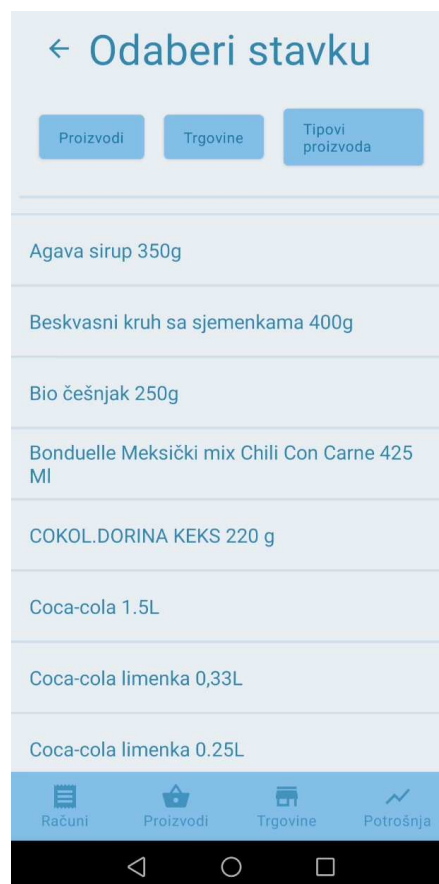 Odaberi stavku
Proizvodi
Trgovine
Tipovi
proizvoda
Agava sirup 350g
Beskvasni kruh sa sjemenkama 400g
Bio češnjak 250g
Bonduelle Meksički mix Chili Con Carne 425
Ml
COKOL.DORINA KEKS 220 g
Coca-cola 1.5L
Coca-cola limenka 0,33L
Coca-cola limenka 0.25L
Računi
Proizvodi
Trgovine
Potrošnja